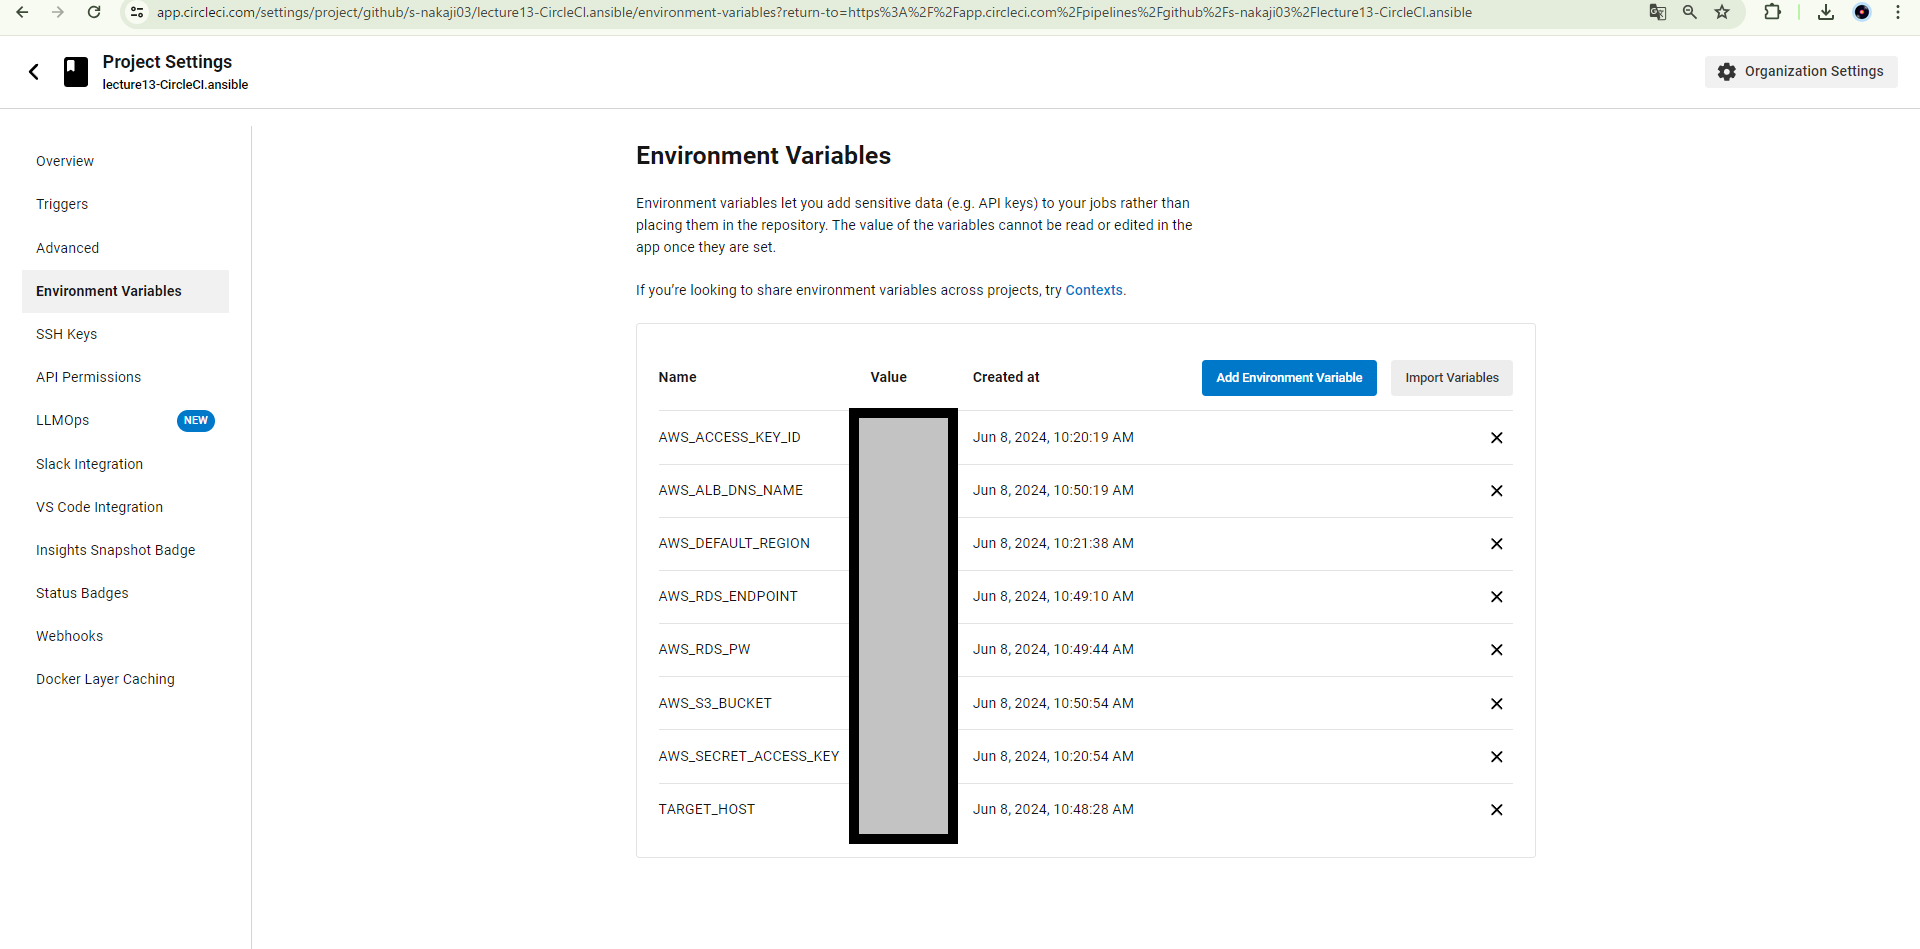 app.circleci.com/settings/project/github/s-nakaji03/lecture13-CircleCI.ansible/environment-variables?return-to=https%3A%2F%2Fapp.circleci.com%2Fpipelines%2Fgithub%2Fs-nakaji03%2Flecture13-CircleCI.ansible
Project Settings
lecture13-CircleCI.ansible
Organization Settings
Overview
Triggers
Advanced
Environment Variables
SSH Keys
API Permissions
LLMOps NEW
Slack Integration
VS Code Integration
Insights Snapshot Badge
Status Badges
Webhooks
Docker Layer Caching
Environment Variables
Environment variables let you add sensitive data (e.g. API keys) to your jobs rather than
placing them in the repository. The value of the variables cannot be read or edited in the
app once they are set.
If you’re looking to share environment variables across projects, try Contexts.
Name Value Created at Add Environment Variable Import Variables
AWS_ACCESS_KEY_ID Jun 8, 2024, 10:20:19 AM
AWS_ALB_DNS_NAME Jun 8, 2024, 10:50:19 AM
AWS_DEFAULT_REGION Jun 8, 2024, 10:21:38 AM
AWS_RDS_ENDPOINT Jun 8, 2024, 10:49:10 AM
AWS_RDS_PW Jun 8, 2024, 10:49:44 AM
AWS_S3_BUCKET Jun 8, 2024, 10:50:54 AM
AWS_SECRET_ACCESS_KEY Jun 8, 2024, 10:20:54 AM
TARGET_HOST Jun 8, 2024, 10:48:28 AM